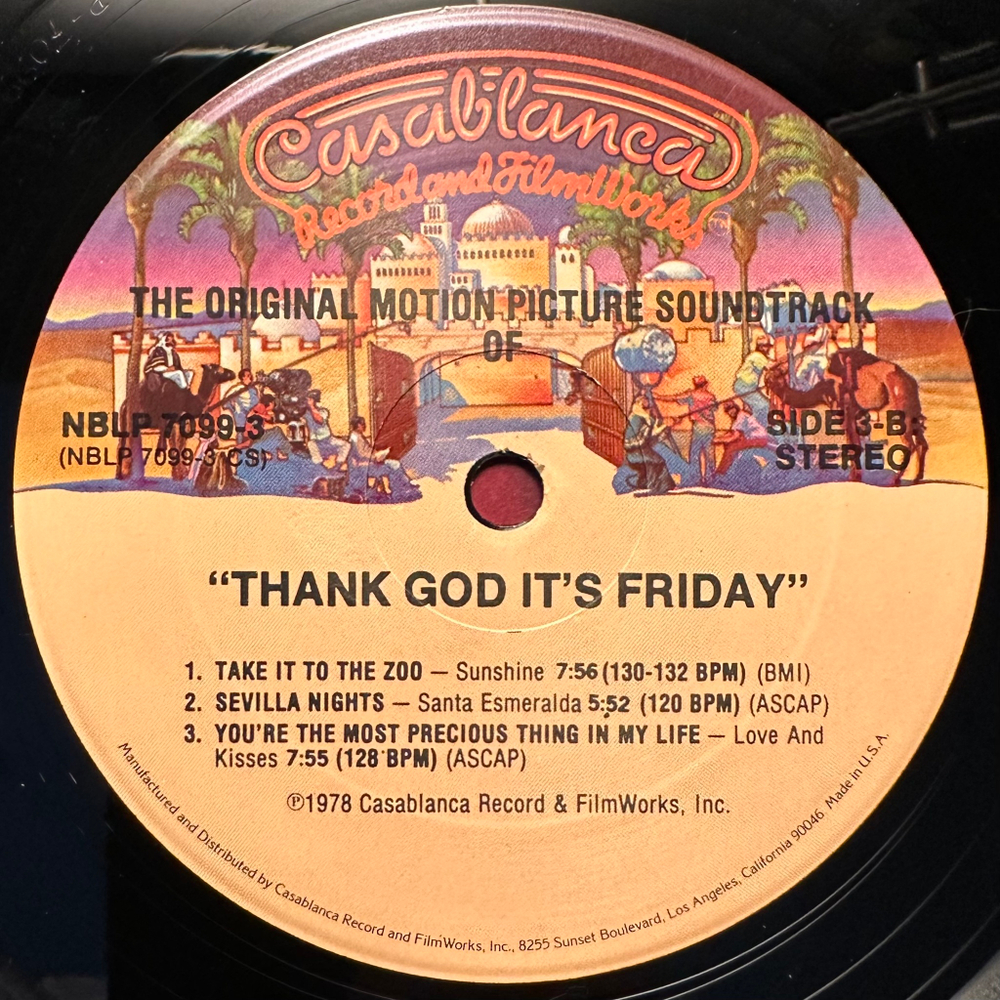 Casablanca
Record and FilmWorks
THE ORIGINAL MOTION PICTURE SOUNDTRACK
OF
NBLP 7099-3
(NBLP 7099-3 CS)
SIDE 3-B
STEREO
“THANK GOD IT’S FRIDAY”
1. TAKE IT TO THE ZOO — Sunshine 7:56 (130-132 BPM) (BMI)
2. SEVILLA NIGHTS — Santa Esmeralda 5:52 (120 BPM) (ASCAP)
3. YOU’RE THE MOST PRECIOUS THING IN MY LIFE — Love And
Kisses 7:55 (128 BPM) (ASCAP)
℗1978 Casablanca Record & FilmWorks, Inc.
Manufactured and Distributed by Casablanca Record and FilmWorks, Inc., 8255 Sunset Boulevard, Los Angeles, California 90046 Made in U.S.A.